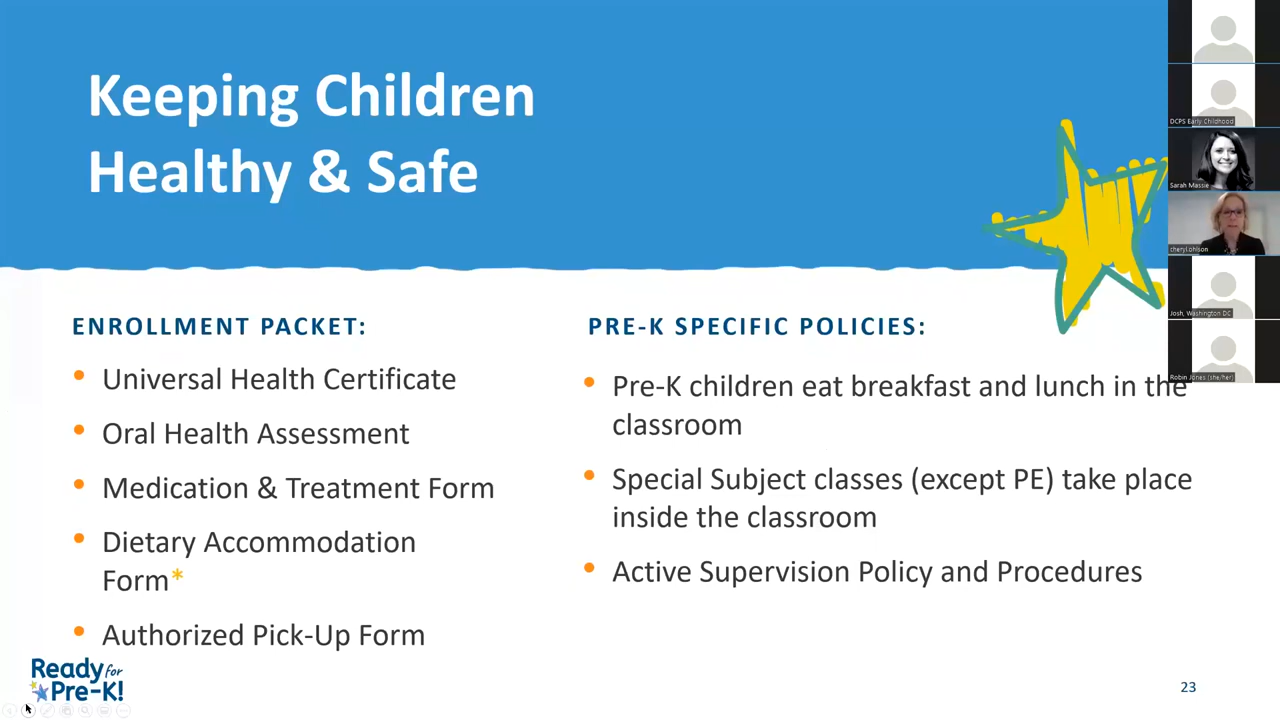 Keeping Children
Healthy & Safe
ENROLLMENT PACKET:
• Universal Health Certificate
• Oral Health Assessment
• Medication & Treatment Form
• Dietary Accommodation
Form*
• Authorized Pick-Up Form
PRE-K SPECIFIC POLICIES:
• Pre-K children eat breakfast and lunch in the
classroom
• Special Subject classes (except PE) take place
inside the classroom
• Active Supervision Policy and Procedures
Ready for
Pre-K!
23
DCPS Early Childhood
Sarah Massie
cheryl.ohlson
Josh, Washington DC
Robin Jones (she/her)